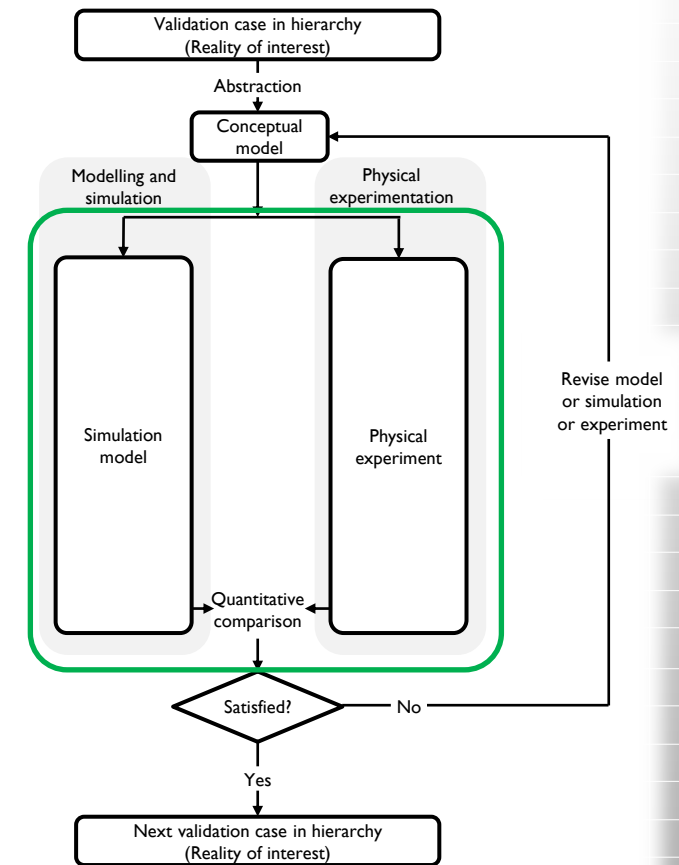 Validation case in hierarchy
(Reality of interest)
Abstraction
Conceptual
model
Modelling and
simulation
Physical
experimentation
Simulation
model
Physical
experiment
Revise model
or simulation
or experiment
Quantitative
comparison
Satisfied?
No
Yes
Next validation case in hierarchy
(Reality of interest)